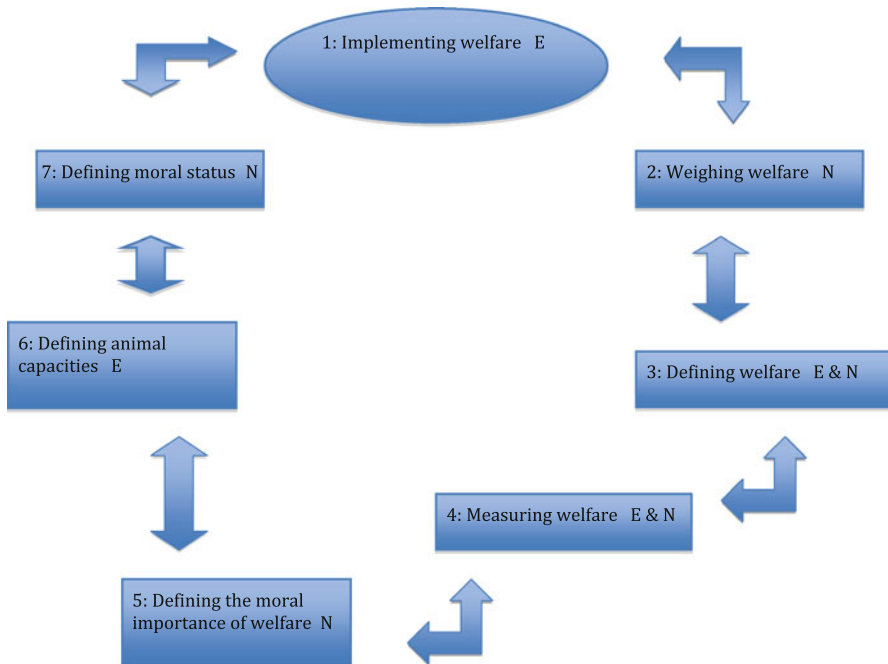 1: Implementing welfare E
2: Weighing welfare N
3: Defining welfare E & N
4: Measuring welfare E & N
5: Defining the moral
importance of welfare N
6: Defining animal
capacities E
7: Defining moral status N